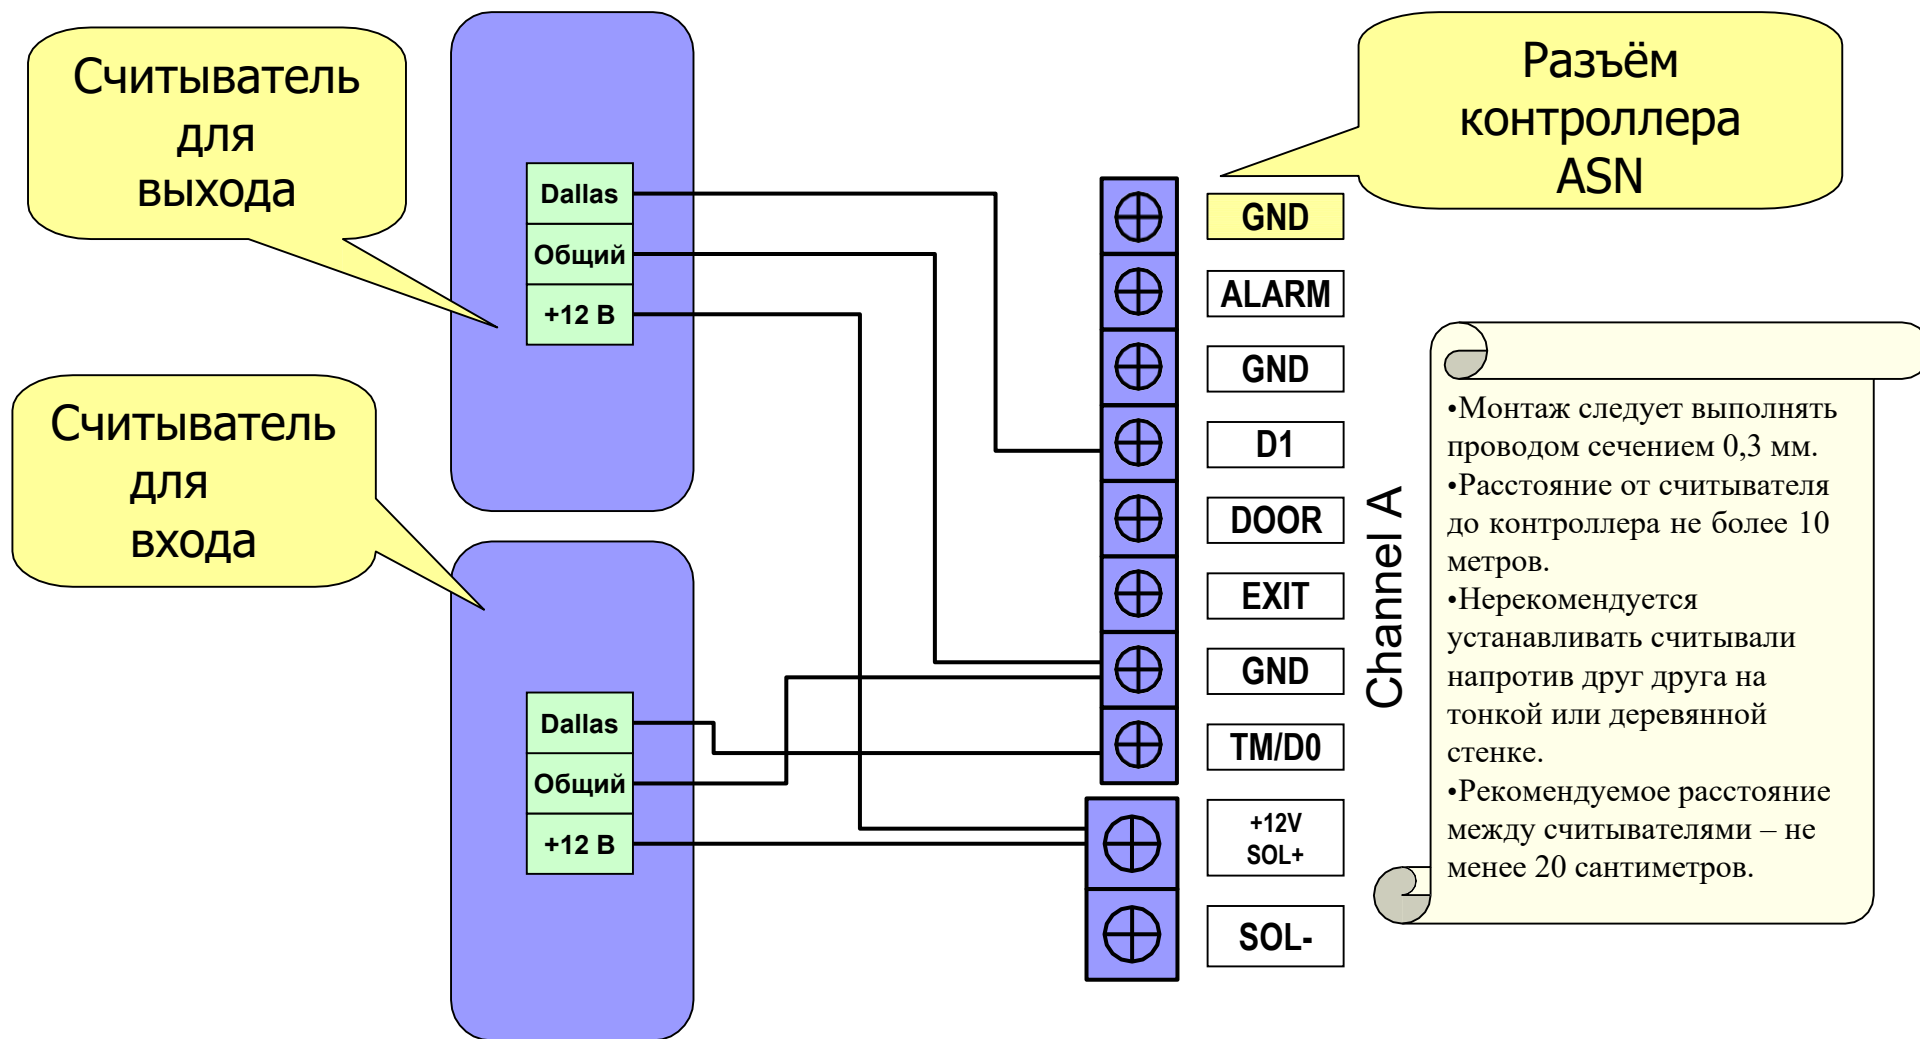 Считыватель
для
выхода
Dallas
Общий
+12 В
Считыватель
для
входа
Dallas
Общий
+12 В
Разъём
контроллера
ASN
GND
ALARM
GND
D1
DOOR
EXIT
GND
TM/D0
+12V
SOL+
SOL-
Channel A
•Монтаж следует выполнять
проводом сечением 0,3 мм.
•Расстояние от считывателя
до контроллера не более 10
метров.
•Нерекомендуется
устанавливать считывали
напротив друг друга на
тонкой или деревянной
стенке.
•Рекомендуемое расстояние
между считывателями – не
менее 20 сантиметров.